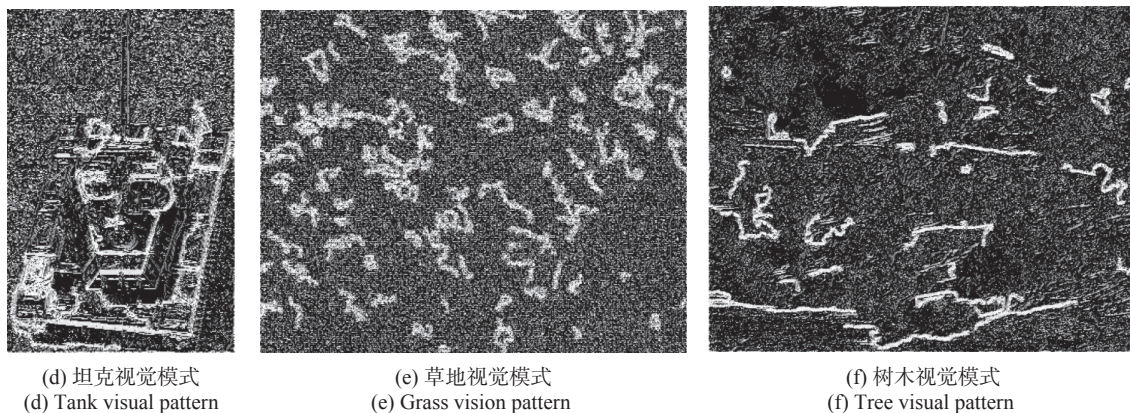 (d) 坦克视觉模式
(d) Tank visual pattern
(e) 草地视觉模式
(e) Grass vision pattern
(f) 树木视觉模式
(f) Tree visual pattern